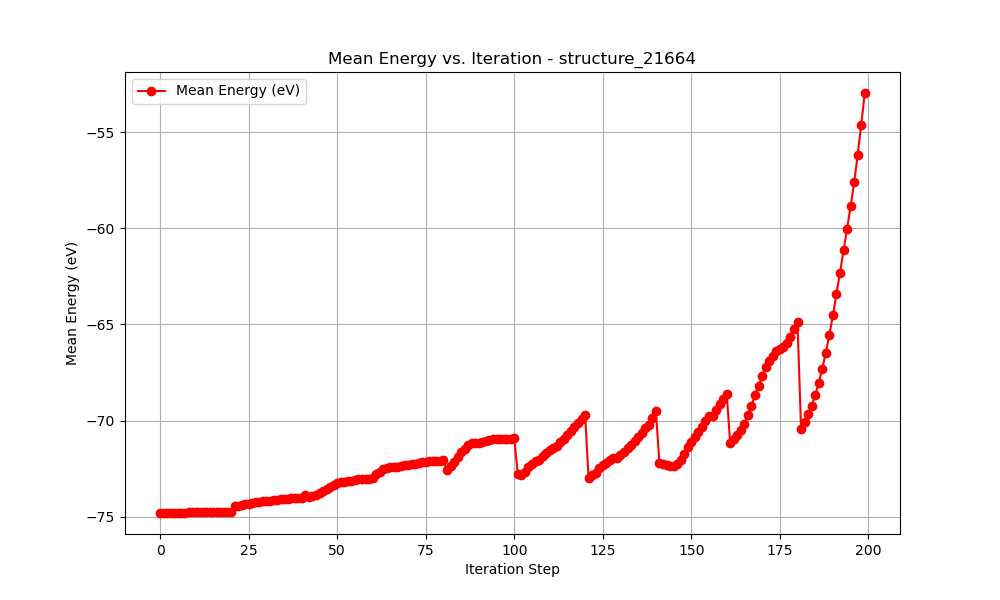 Mean Energy vs. Iteration - structure_21664
Mean Energy (eV)
−55
−60
−65
−70
−75
Mean Energy (eV)
0 25 50 75 100 125 150 175 200
Iteration Step